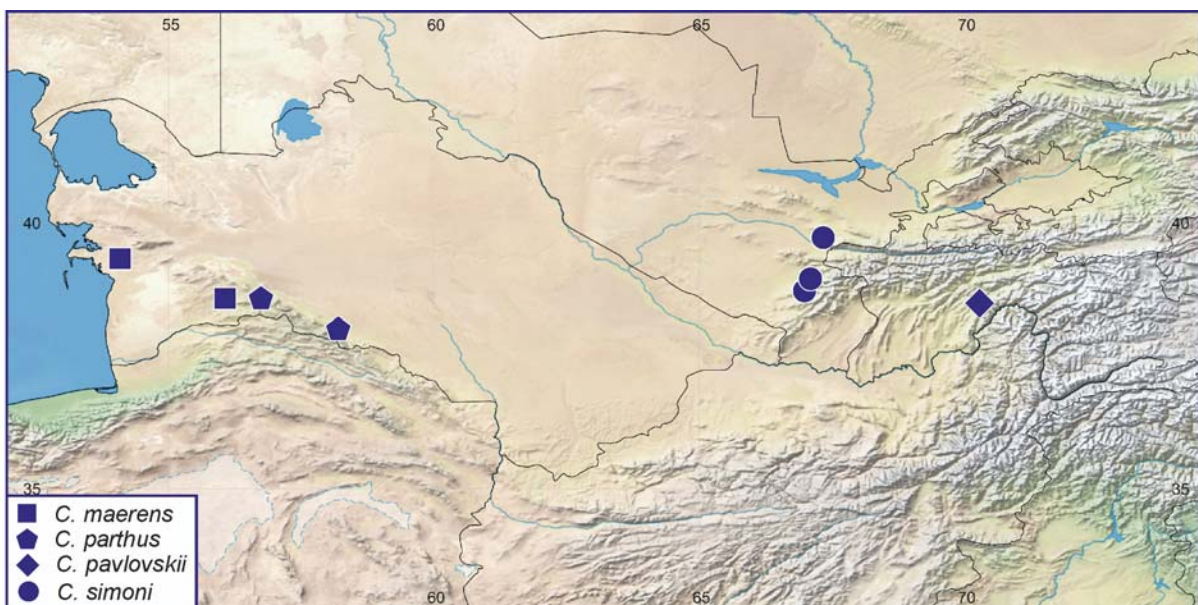 55 60 65 70
40 40
35 35
C. maerens
C. parthus
C. pavlovskii
C. simoni
60 65 70